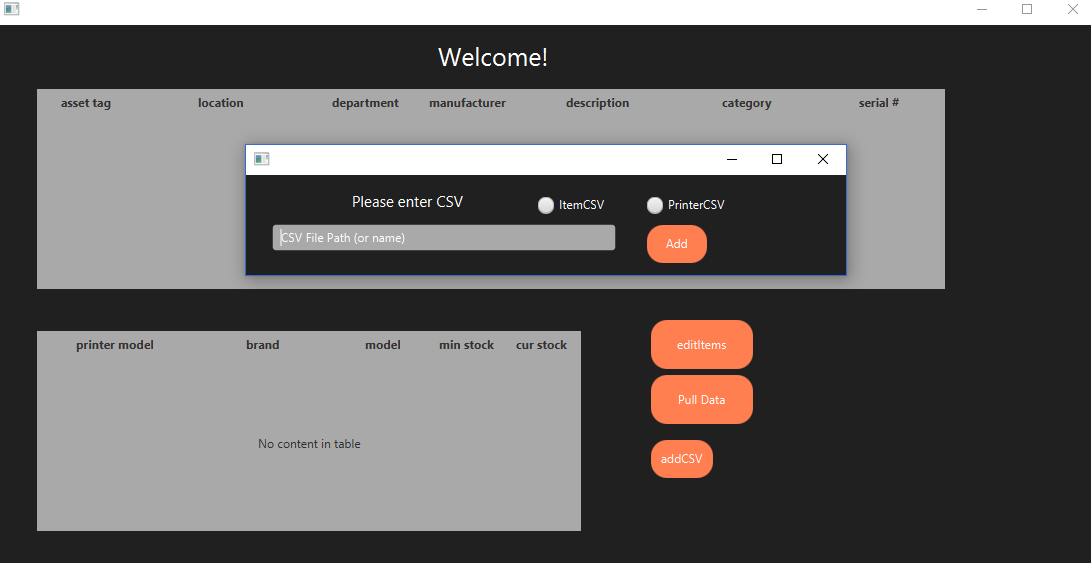 Welcome!
asset tag location department manufacturer description category serial #
Please enter CSV ItemCSV PrinterCSV
CSV File Path (or name) Add
printer model brand model min stock cur stock
No content in table
editItems
Pull Data
addCSV